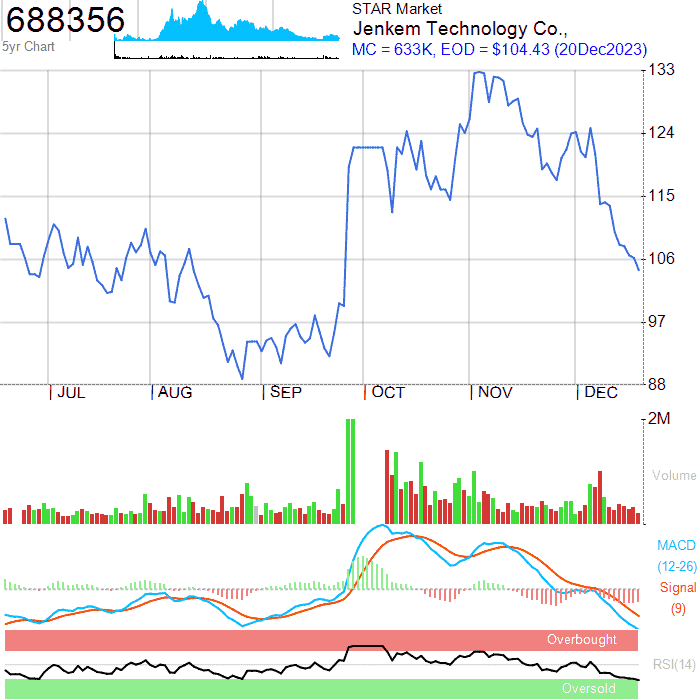 688356
5yr Chart
STAR Market
Jenkem Technology Co.,
MC = 633K, EOD = $104.43 (20Dec2023)
133
124
115
106
97
88
JUL
AUG
SEP
OCT
NOV
DEC
2M
Volume
MACD
(12-26)
Signal
(9)
Overbought
RSI(14)
Oversold